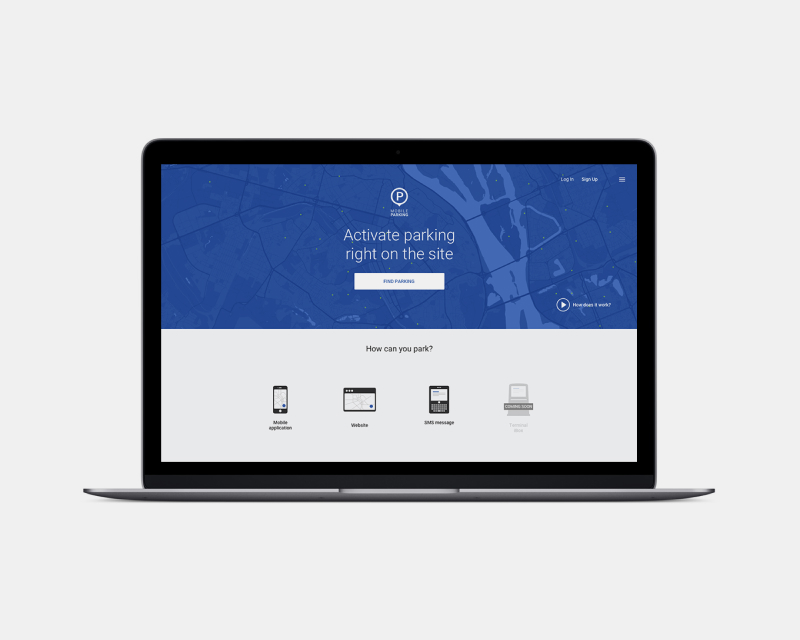 Log In Sign Up
P
MOBILE
PARKING
Activate parking
right on the site
FIND PARKING
How does it work?
How can you park?
Mobile
application
Website
SMS message
COMING SOON
Terminal